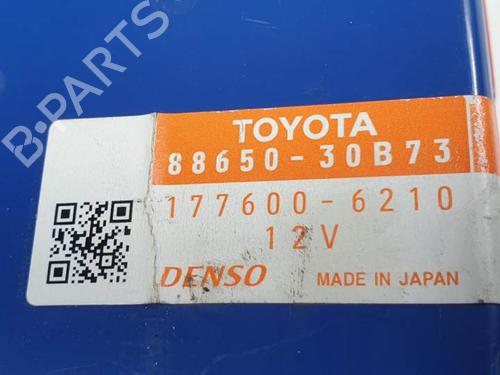 TOYOTA
88650-30B73
177600-6210
12V
DENSO MADE IN JAPAN
B-PARTS